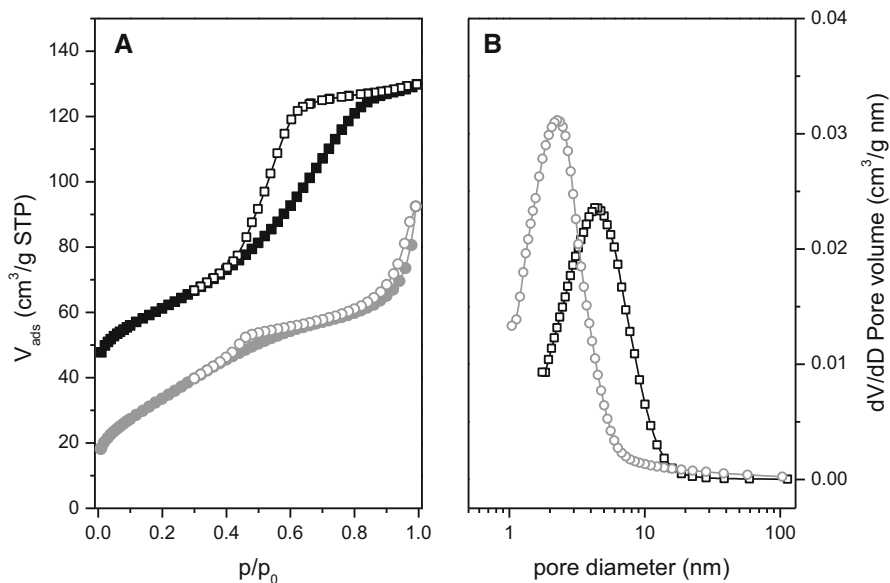 A
140
120
100
80
60
40
20
0
V_ads (cm³/g STP)
0.0 0.2 0.4 0.6 0.8 1.0
p/p₀
B
0.04
0.03
0.02
0.01
0.00
dV/dD Pore volume (cm³/g nm)
1 10 100
pore diameter (nm)